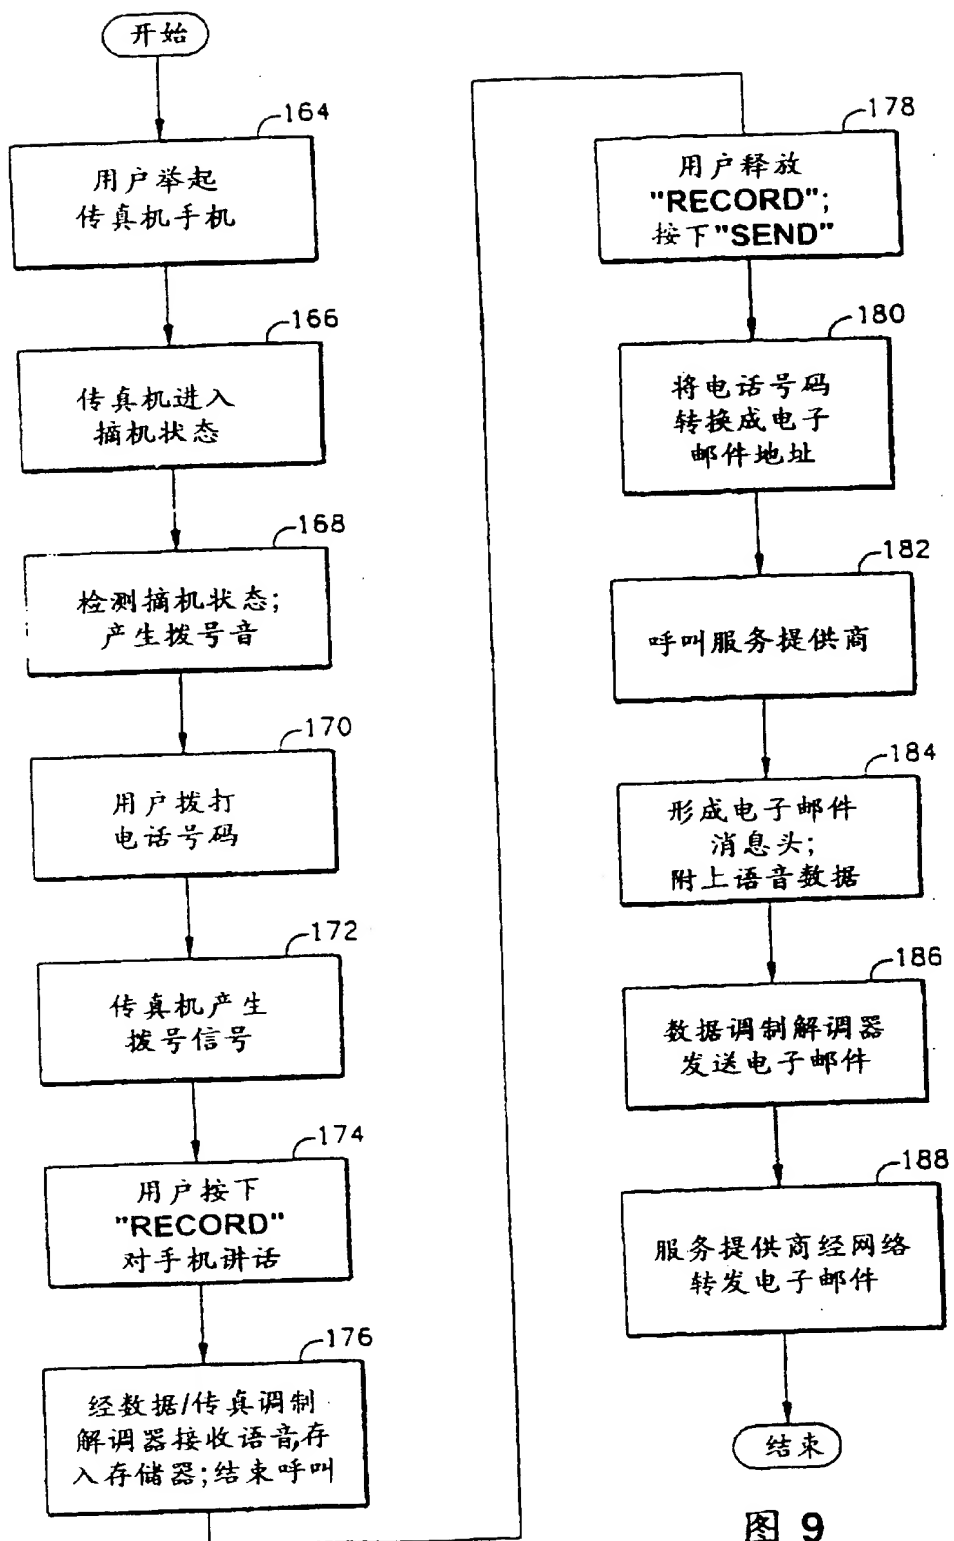 开始
164
用户举起
传真机手机
166
传真机进入
摘机状态
168
检测摘机状态;
产生拨号音
170
用户拨打
电话号码
172
传真机产生
拨号信号
174
用户按下
"RECORD"
对手机讲话
176
经数据/传真调制
解调器接收语音,存
入存储器;结束呼叫
178
用户释放
"RECORD";
按下"SEND"
180
将电话号码
转换成电子
邮件地址
182
呼叫服务提供商
184
形成电子邮件
消息头;
附上语音数据
186
数据调制解调器
发送电子邮件
188
服务提供商经网络
转发电子邮件
结束
图 9